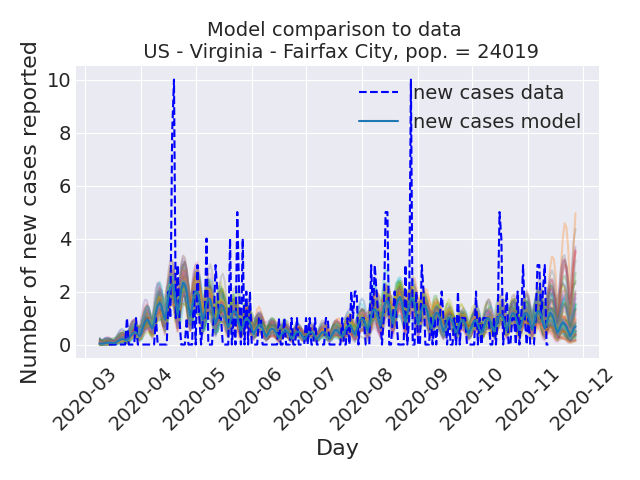 Model comparison to data
US - Virginia - Fairfax City, pop. = 24019
Number of new cases reported
10
8
6
4
2
0
new cases data
new cases model
2020-03
2020-04
2020-05
2020-06
2020-07
2020-08
2020-09
2020-10
2020-11
2020-12
Day